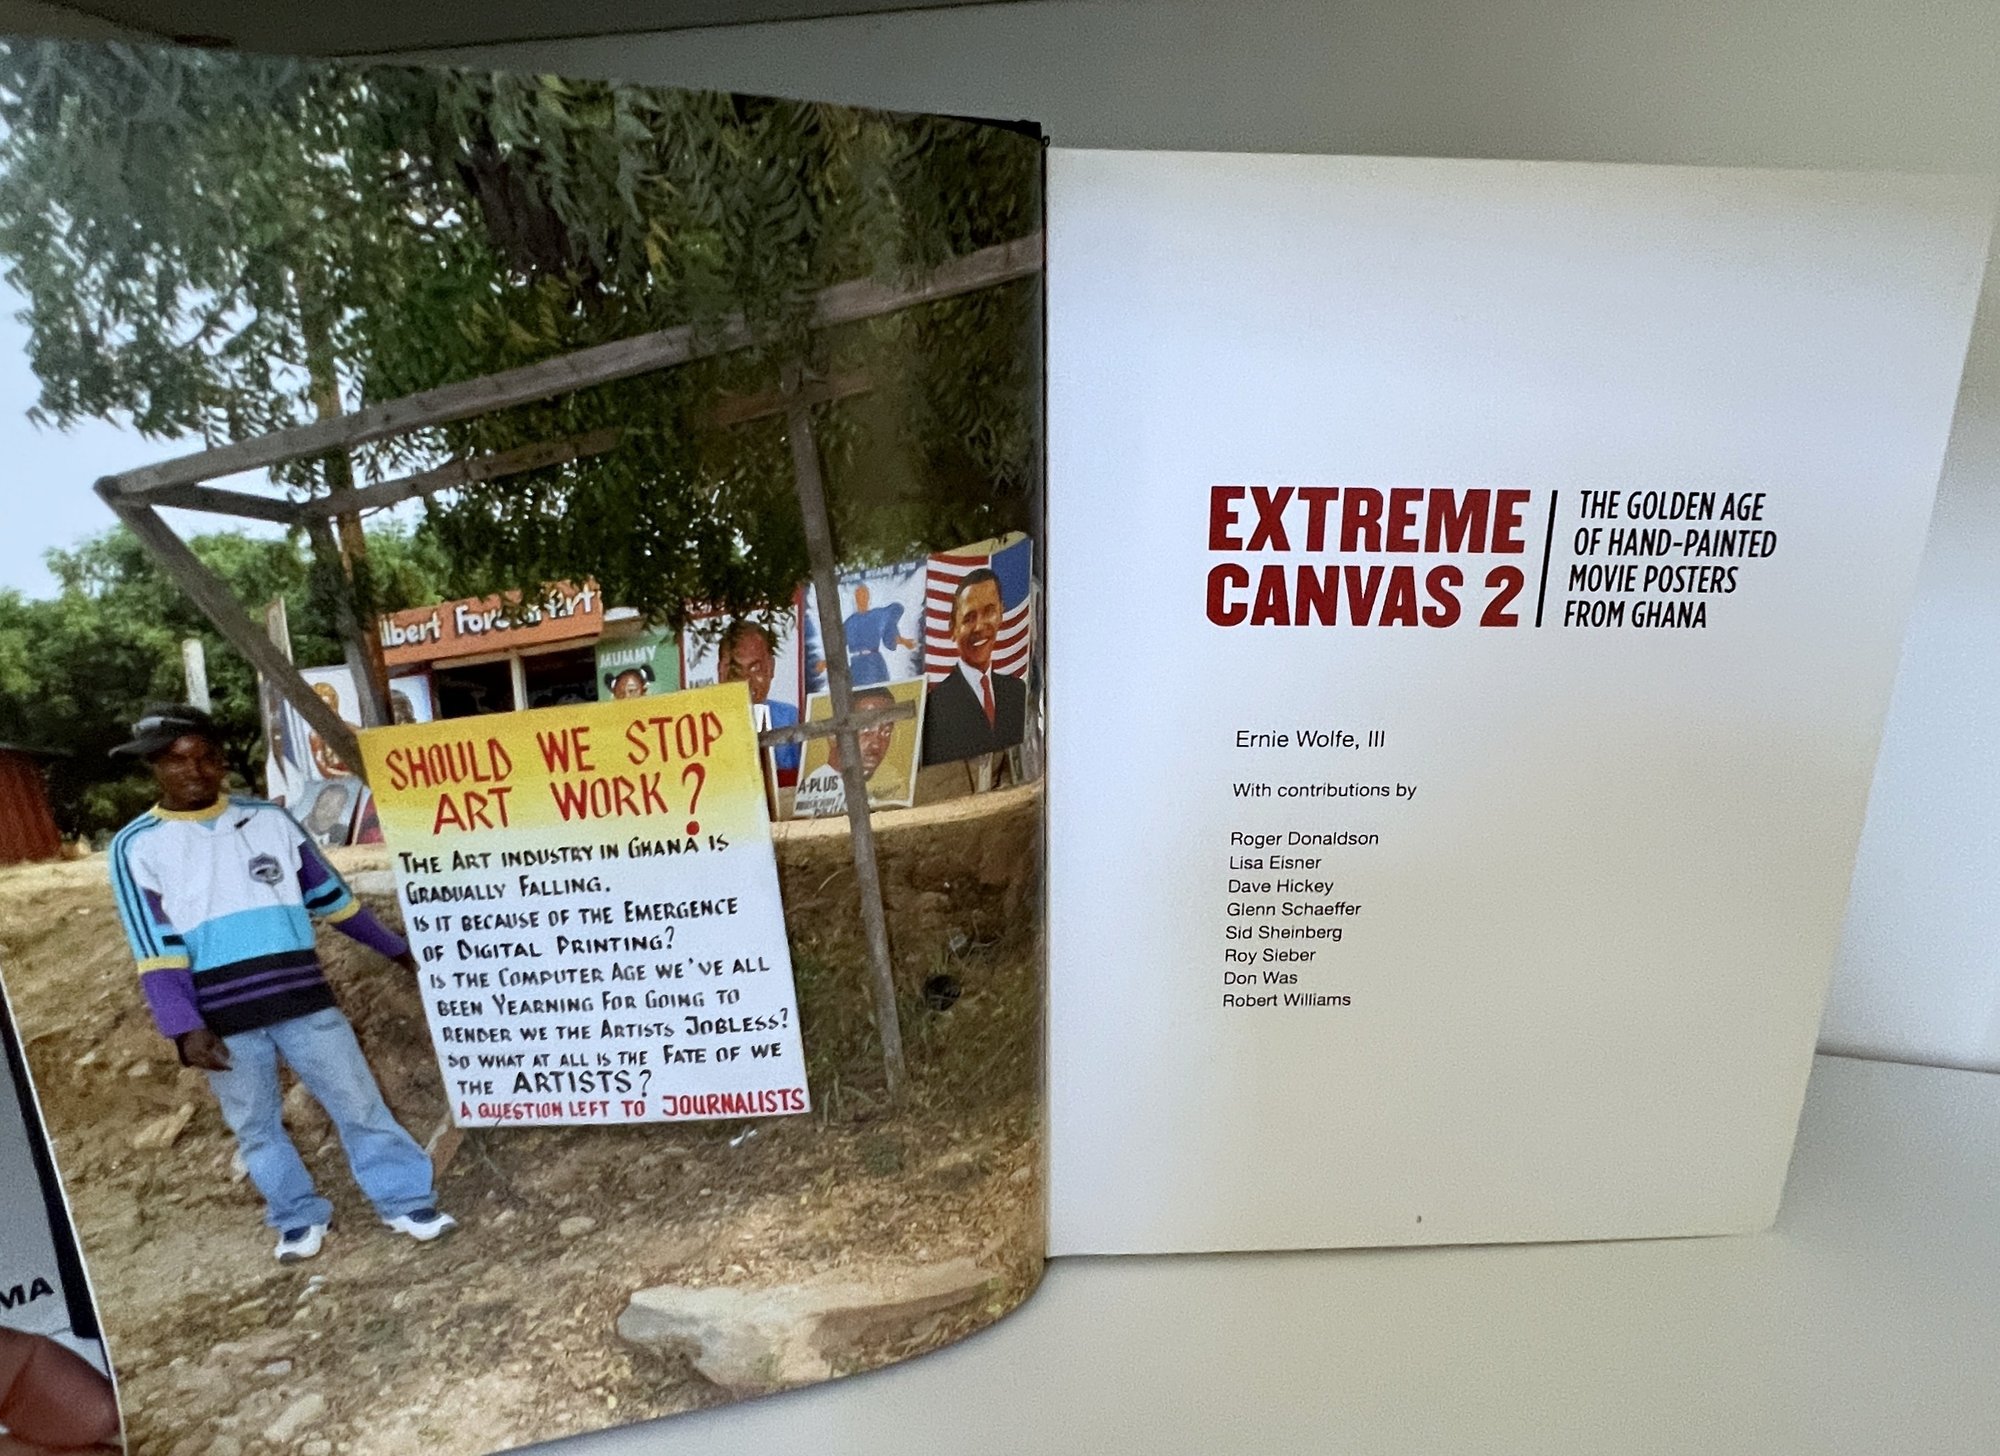 lbert Forson Art
MUMMY
RADIO
A-PLUS
SHOULD WE STOP
ART WORK?
THE ART INDUSTRY IN GHANA IS
GRADUALLY FALLING.
IS IT BECAUSE OF THE EMERGENCE
OF DIGITAL PRINTING?
IS THE COMPUTER AGE WE'VE ALL
BEEN YEARNING FOR GOING TO
RENDER WE THE ARTISTS JOBLESS?
SO WHAT AT ALL IS THE FATE OF WE
THE ARTISTS?
A QUESTION LEFT TO JOURNALISTS
MA
EXTREME
CANVAS 2
THE GOLDEN AGE
OF HAND-PAINTED
MOVIE POSTERS
FROM GHANA
Ernie Wolfe, III
With contributions by
Roger Donaldson
Lisa Eisner
Dave Hickey
Glenn Schaeffer
Sid Sheinberg
Roy Sieber
Don Was
Robert Williams